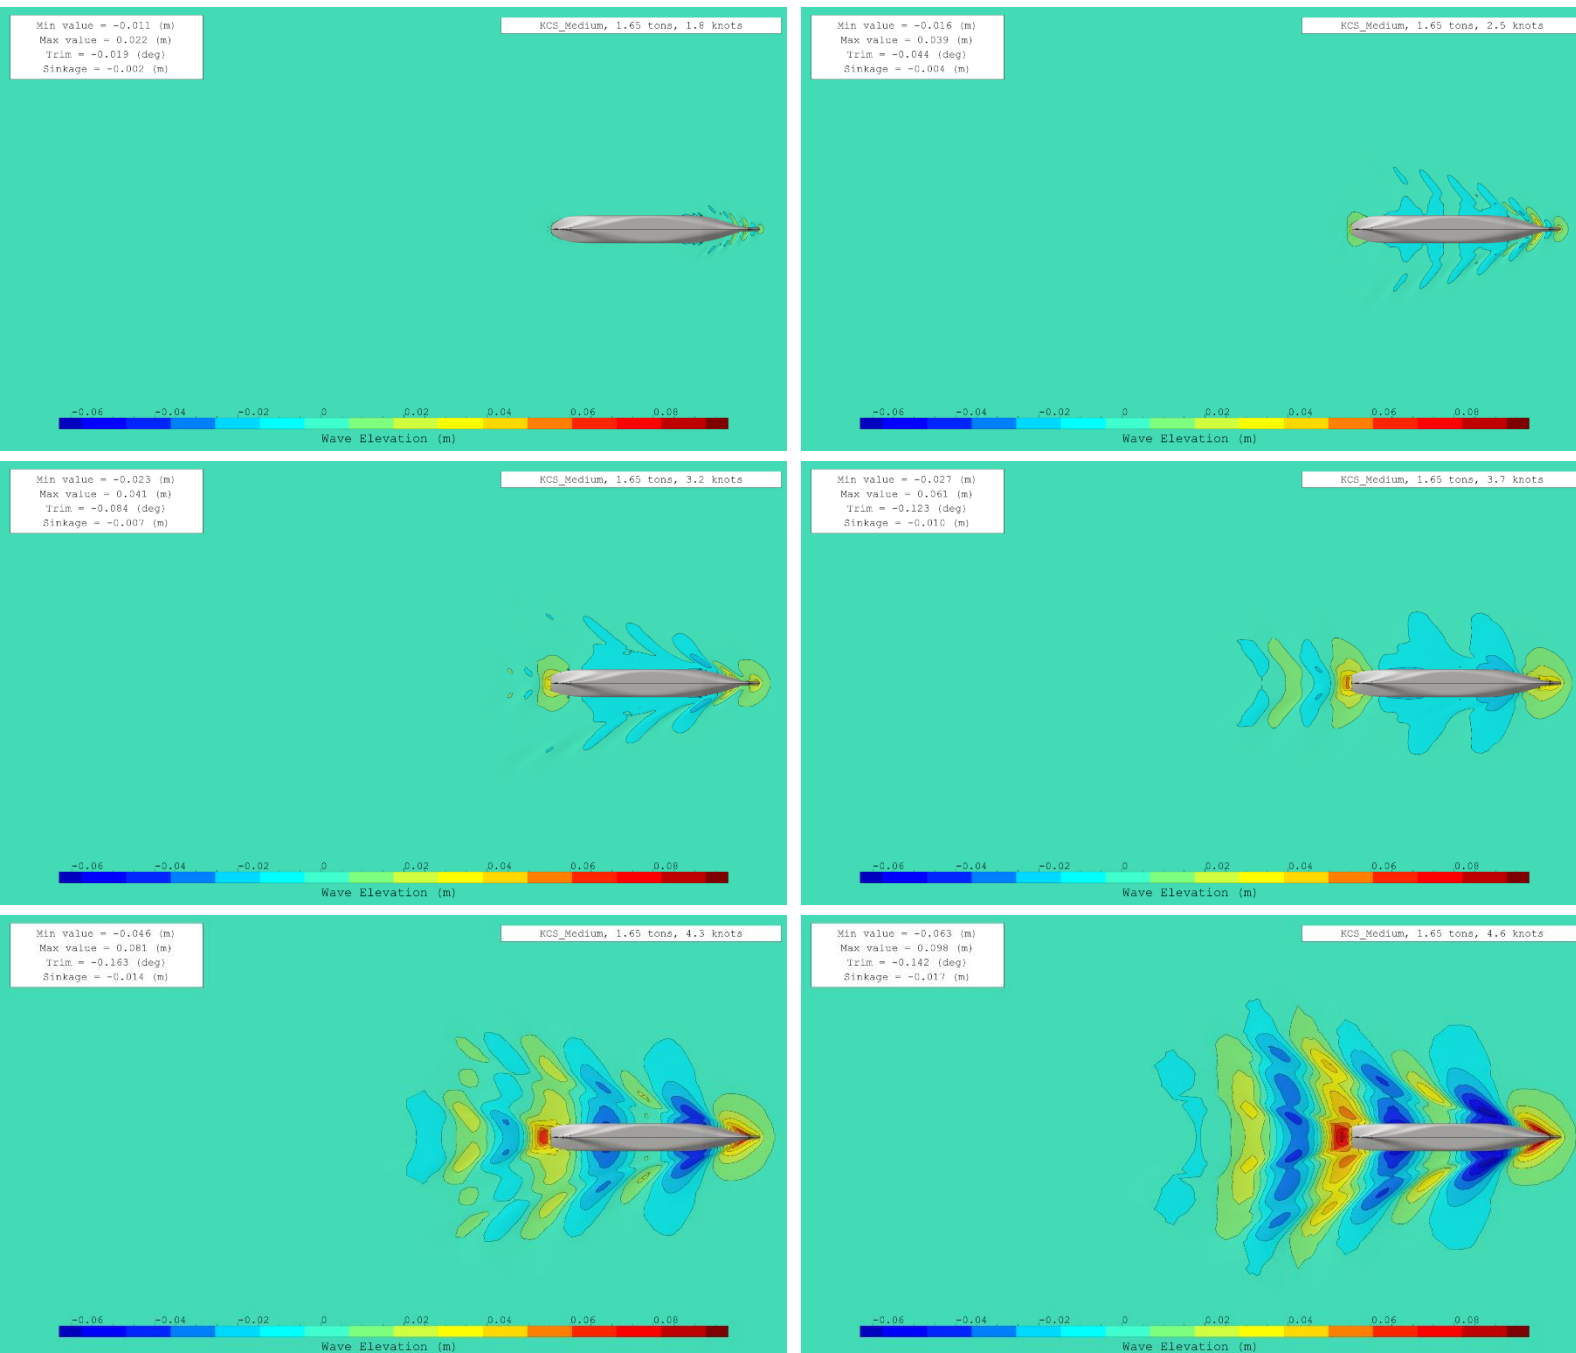 Min value = -0.011 (m)
Max value = 0.022 (m)
Trim = -0.019 (deg)
Sinkage = -0.002 (m)
KCS_Medium, 1.65 tons, 1.8 knots
-0.06 -0.04 -0.02 0 0.02 0.04 0.06 0.08
Wave Elevation (m)
Min value = -0.016 (m)
Max value = 0.039 (m)
Trim = -0.044 (deg)
Sinkage = -0.004 (m)
KCS_Medium, 1.65 tons, 2.5 knots
-0.06 -0.04 -0.02 0 0.02 0.04 0.06 0.08
Wave Elevation (m)
Min value = -0.023 (m)
Max value = 0.041 (m)
Trim = -0.084 (deg)
Sinkage = -0.007 (m)
KCS_Medium, 1.65 tons, 3.2 knots
-0.06 -0.04 -0.02 0 0.02 0.04 0.06 0.08
Wave Elevation (m)
Min value = -0.027 (m)
Max value = 0.061 (m)
Trim = -0.123 (deg)
Sinkage = -0.010 (m)
KCS_Medium, 1.65 tons, 3.7 knots
-0.06 -0.04 -0.02 0 0.02 0.04 0.06 0.08
Wave Elevation (m)
Min value = -0.046 (m)
Max value = 0.081 (m)
Trim = -0.163 (deg)
Sinkage = -0.014 (m)
KCS_Medium, 1.65 tons, 4.3 knots
-0.06 -0.04 -0.02 0 0.02 0.04 0.06 0.08
Wave Elevation (m)
Min value = -0.063 (m)
Max value = 0.098 (m)
Trim = -0.142 (deg)
Sinkage = -0.017 (m)
KCS_Medium, 1.65 tons, 4.6 knots
-0.06 -0.04 -0.02 0 0.02 0.04 0.06 0.08
Wave Elevation (m)